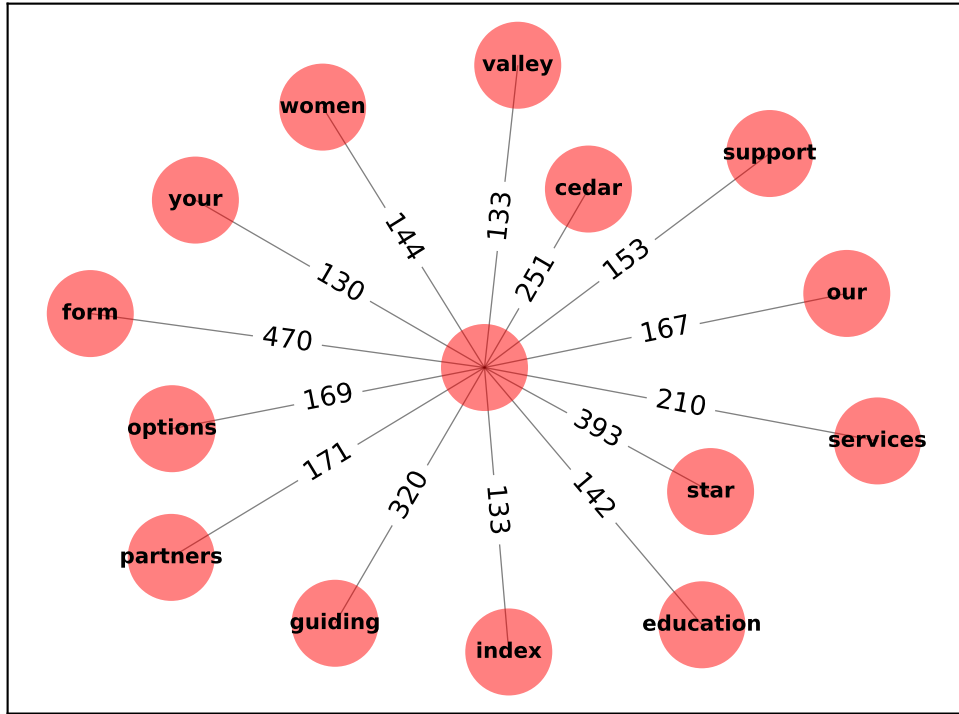 valley
women
support
cedar
your
133
144
153
251
130
our
form
167
470
169
210
options
393
services
171
star
320
133
142
partners
guiding
education
index